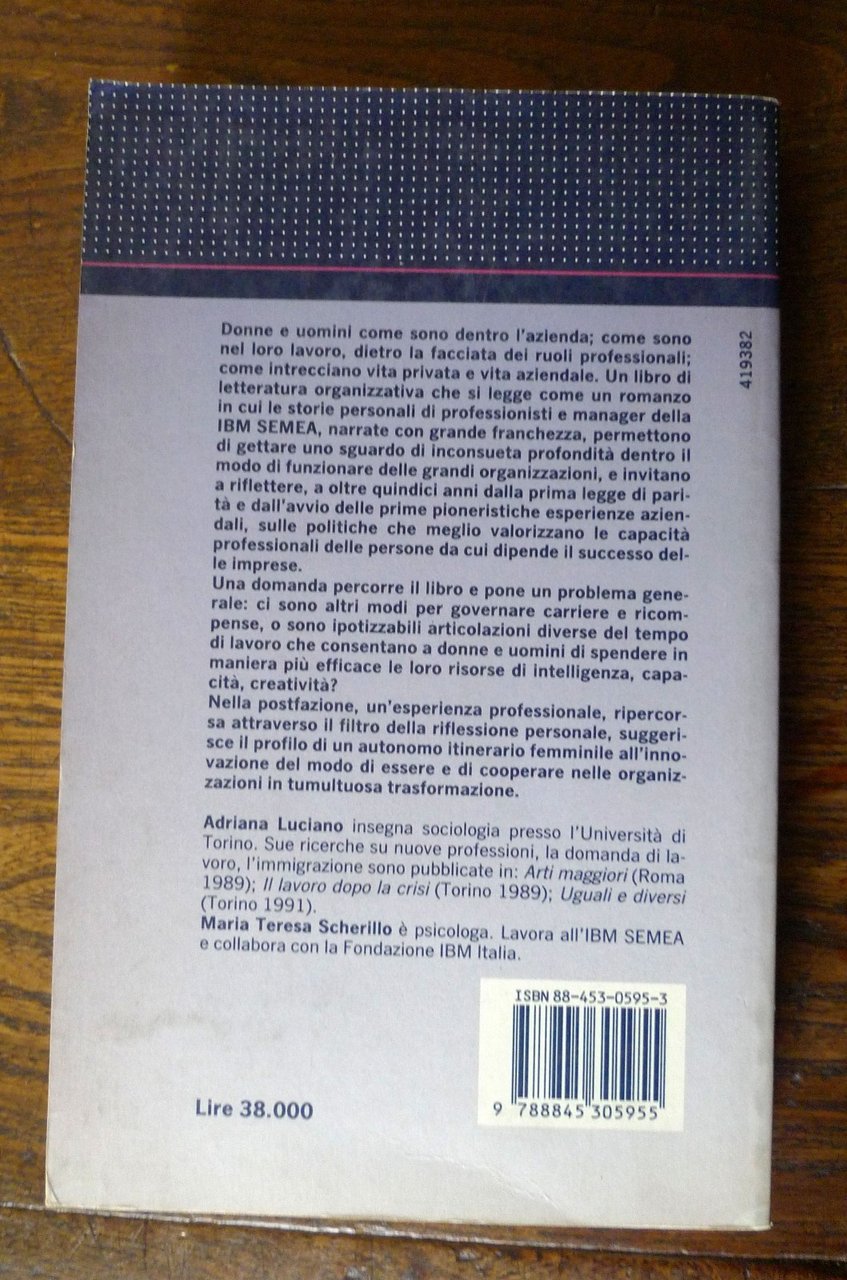 419382
Donne e uomini come sono dentro l'azienda; come sono
nel loro lavoro, dietro la facciata dei ruoli professionali;
come intrecciano vita privata e vita aziendale. Un libro di
letteratura organizzativa che si legge come un romanzo
in cui le storie personali di professionisti e manager della
IBM SEMEA, narrate con grande franchezza, permettono
di gettare uno sguardo di inconsueta profondità dentro il
modo di funzionare delle grandi organizzazioni, e invitano
a riflettere, a oltre quindici anni dalla prima legge di pari-
tà e dall'avvio delle prime pioneristiche esperienze azien-
dali, sulle politiche che meglio valorizzano le capacità
professionali delle persone da cui dipende il successo del-
le imprese.
Una domanda percorre il libro e pone un problema gene-
rale: ci sono altri modi per governare carriere e ricom-
pense, o sono ipotizzabili articolazioni diverse del tempo
di lavoro che consentano a donne e uomini di spendere in
maniera più efficace le loro risorse di intelligenza, capa-
cità, creatività?
Nella postfazione, un'esperienza professionale, ripercor-
sa attraverso il filtro della riflessione personale, suggeri-
sce il profilo di un autonomo itinerario femminile all'inno-
vazione del modo di essere e di cooperare nelle organiz-
zazioni in tumultuosa trasformazione.
Adriana Luciano insegna sociologia presso l'Università di
Torino. Sue ricerche su nuove professioni, la domanda di la-
voro, l'immigrazione sono pubblicate in: Arti maggiori (Roma
1989); Il lavoro dopo la crisi (Torino 1989); Uguali e diversi
(Torino 1991).
Maria Teresa Scherillo è psicologa. Lavora all'IBM SEMEA
e collabora con la Fondazione IBM Italia.
ISBN 88-453-0595-3
9 788845 305955
Lire 38.000